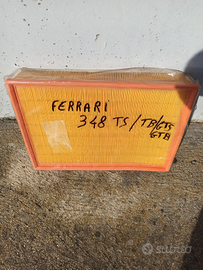 FERRARI
348 TS/TB/GTS
GTB
SUBITO